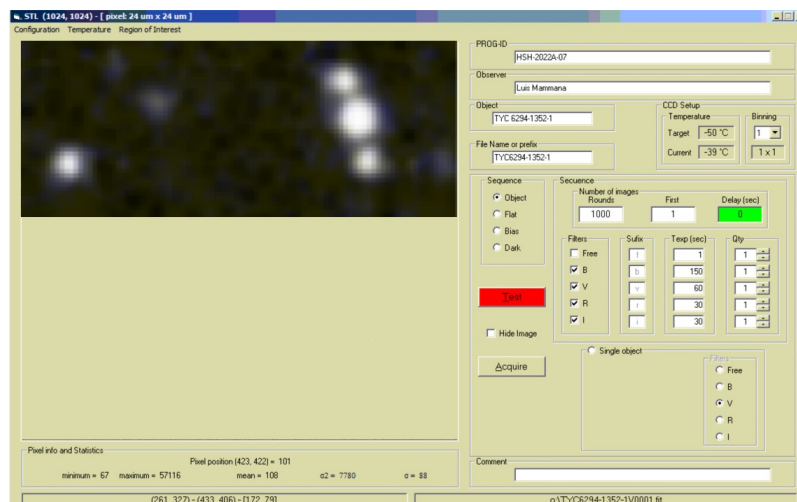 STL (1024, 1024) - [ pixel: 24 um x 24 um ]
Configuration Temperature Region of Interest
PROG-ID
HSH-2022A-07
Observer
Luis Mammana
Object
TYC 6294-1352-1
File Name or prefix
TYC6294-1352-1
CCD Setup
Temperature
Target -50 °C
Current -39 °C
Binning
1
1 x 1
Sequence
Object
Flat
Bias
Dark
Test
Hide Image
Acquire
Secuence
Number of images
Rounds First Delay (sec)
1000 1 0
Filters Sufix Texp (sec) Qty
Free 1 1
B b 150 1
V v 60 1
R r 30 1
I i 30 1
Single object
Filters
Free
B
V
R
I
Pixel info and Statistics
Pixel position (423, 422) = 101
minimum = 67 maximum = 57116 mean = 108 σ2 = 7780 σ = 88
Comment
(261, 327) - (433, 406) - [172, 79]
o:\TYC6294-1352-1V0001.fit